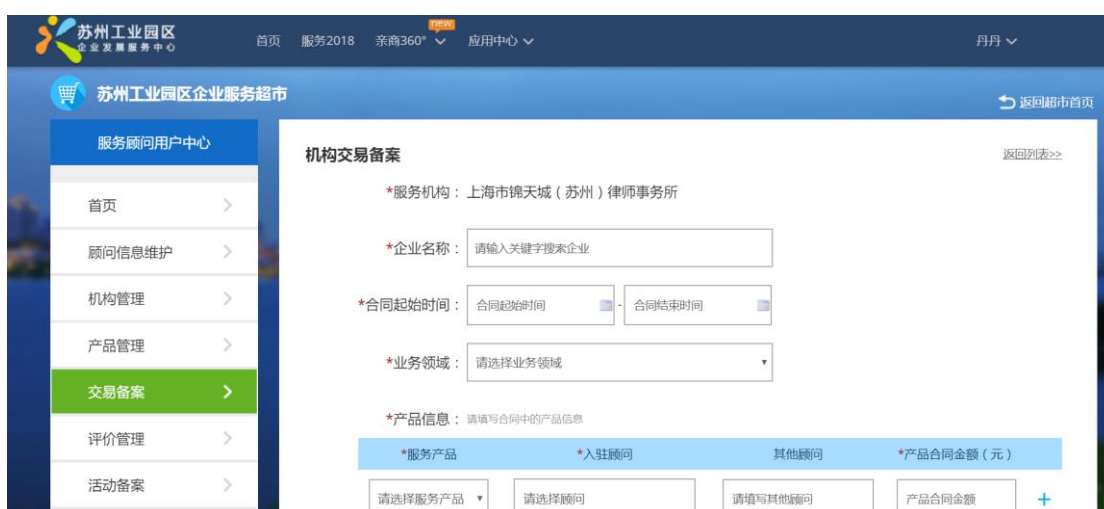 苏州工业园区
企业发展服务中心
首页 服务2018 亲商360° new 应用中心 丹丹
苏州工业园区企业服务超市
返回超市首页
服务顾问用户中心
首页
顾问信息维护
机构管理
产品管理
交易备案
评价管理
活动备案
机构交易备案 返回列表>>
*服务机构：上海市锦天城（苏州）律师事务所
*企业名称： 请输入关键字搜索企业
*合同起始时间： 合同起始时间 - 合同结束时间
*业务领域： 请选择业务领域
*产品信息： 请填写合同中的产品信息
*服务产品 *入驻顾问 其他顾问 *产品合同金额（元）
请选择服务产品 请选择顾问 请填写其他顾问 产品合同金额 +